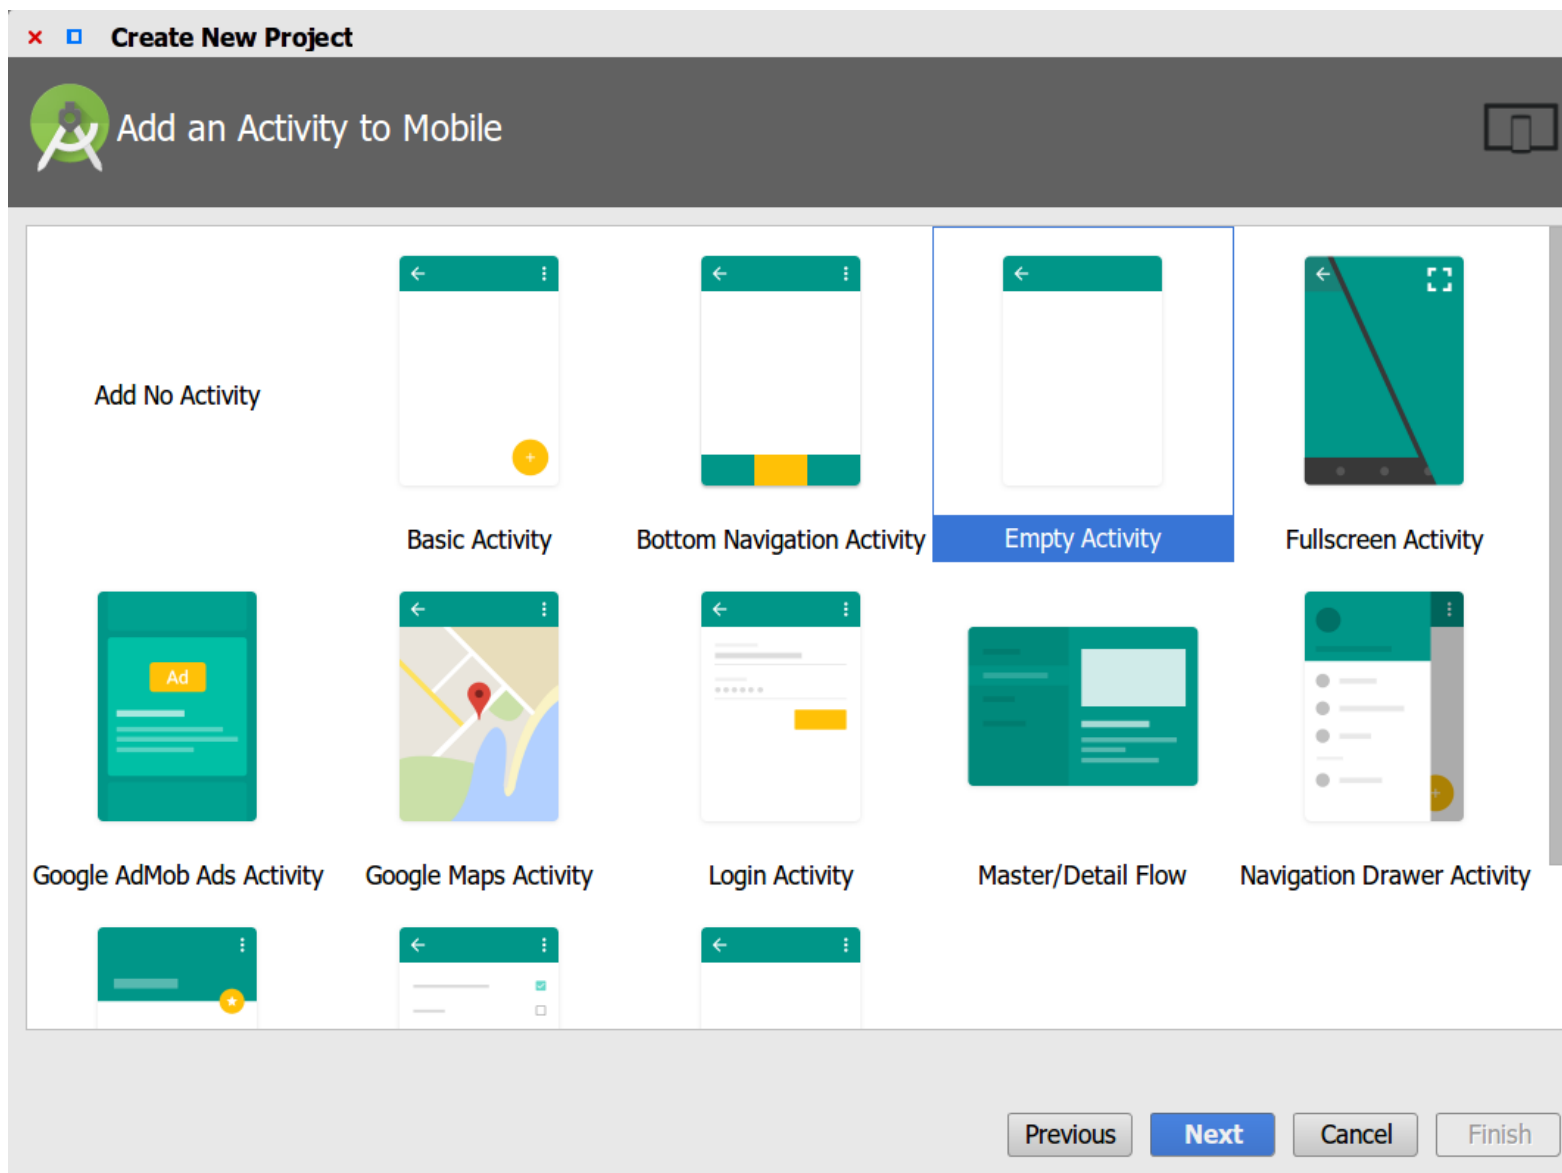 Create New Project
Add an Activity to Mobile
Add No Activity
Basic Activity
Bottom Navigation Activity
Empty Activity
Fullscreen Activity
Ad
Google AdMob Ads Activity
Google Maps Activity
Login Activity
Master/Detail Flow
Navigation Drawer Activity
Previous
Next
Cancel
Finish